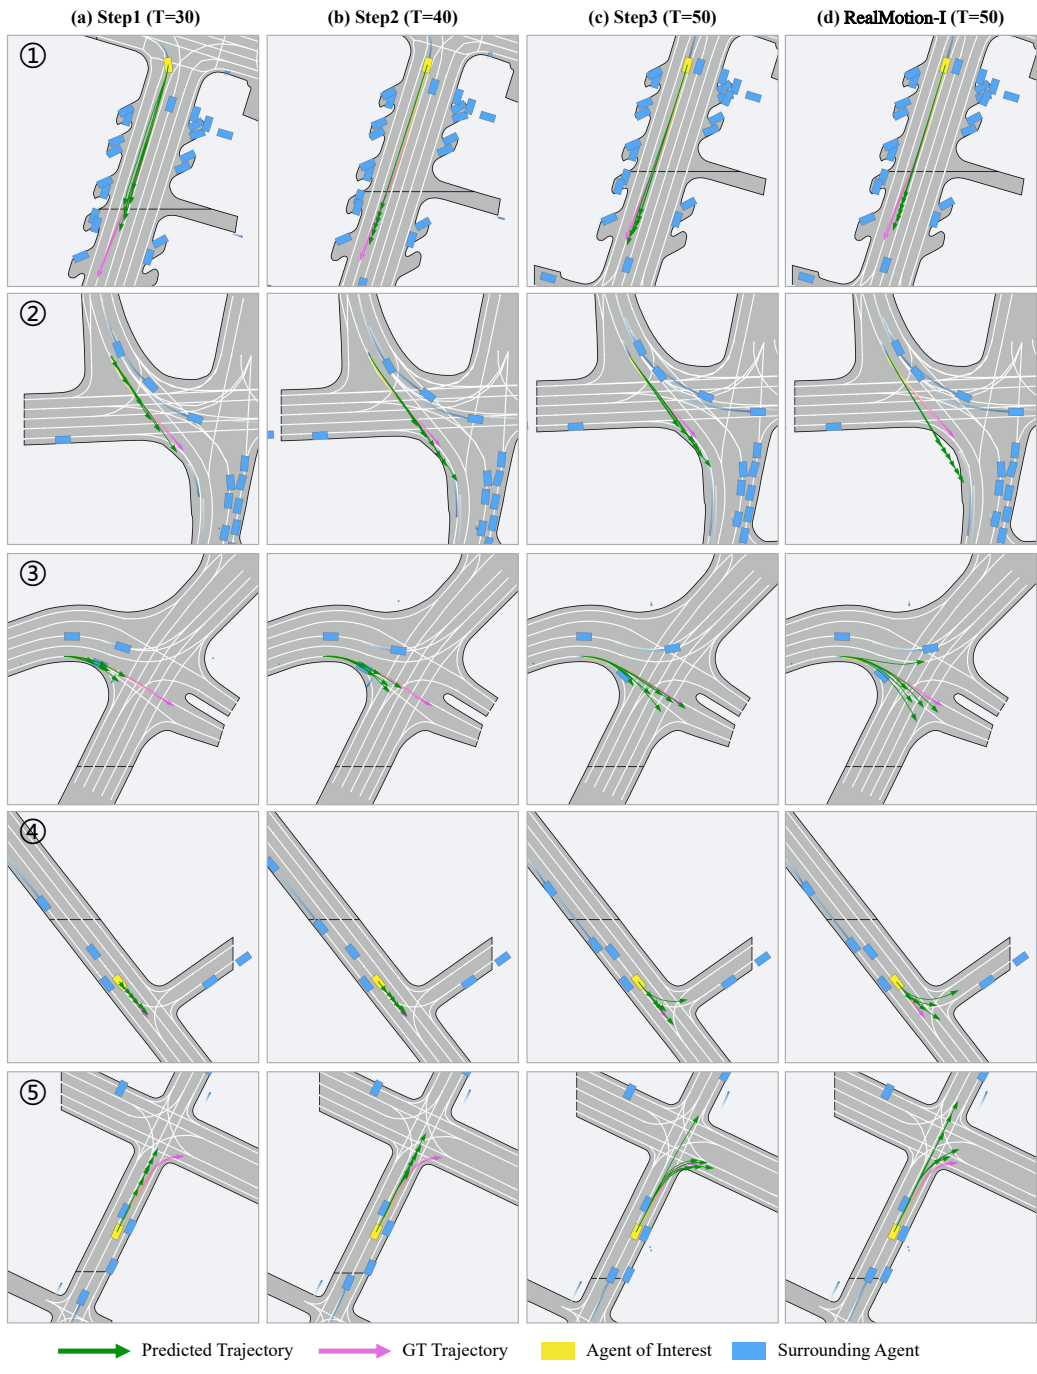 (a) Step1 (T=30) (b) Step2 (T=40) (c) Step3 (T=50) (d) RealMotion-I (T=50)
①
②
③
④
⑤
Predicted Trajectory GT Trajectory Agent of Interest Surrounding Agent